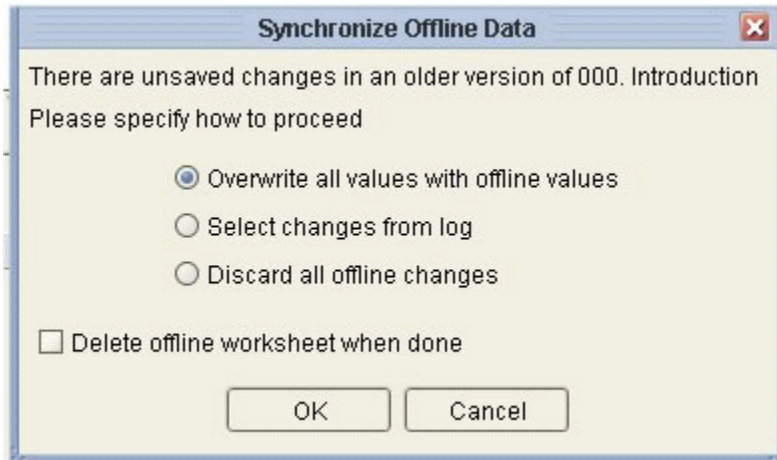 Synchronize Offline Data
There are unsaved changes in an older version of 000. Introduction
Please specify how to proceed
Overwrite all values with offline values
Select changes from log
Discard all offline changes
Delete offline worksheet when done
OK
Cancel